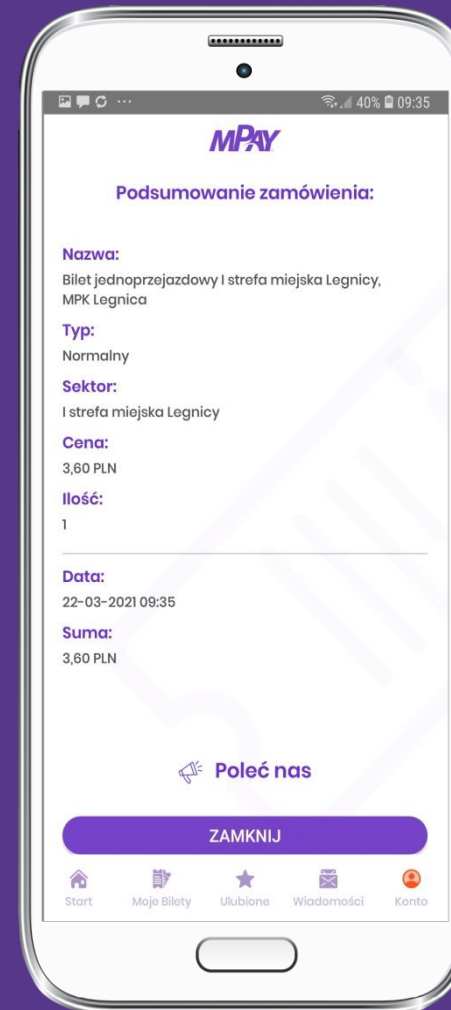 40% 09:35
mPAY
Podsumowanie zamówienia:
Nazwa:
Bilet jednoprzejazdowy I strefa miejska Legnicy,
MPK Legnica
Typ:
Normalny
Sektor:
I strefa miejska Legnicy
Cena:
3,60 PLN
Ilość:
1
Data:
22-03-2021 09:35
Suma:
3,60 PLN
Poleć nas
ZAMKNIJ
Start Moje Bilety Ulubione Wiadomości Konto